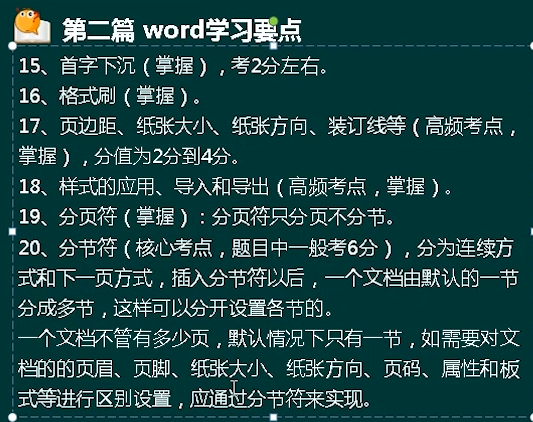 第二篇 word学习要点
15、首字下沉（掌握），考2分左右。
16、格式刷（掌握）。
17、页边距、纸张大小、纸张方向、装订线等（高频考点，
掌握），分值为2分到4分。
18、样式的应用、导入和导出（高频考点，掌握）。
19、分页符（掌握）：分页符只分页不分节。
20、分节符（核心考点，题目中一般考6分），分为连续方
式和下一页方式，插入分节符以后，一个文档由默认的一节
分成多节，这样可以分开设置各节的。
一个文档不管有多少页，默认情况下只有一节，如需要对文
档的的页眉、页脚、纸张大小、纸张方向、页码、属性和板
式等进行区别设置，应通过分节符来实现。